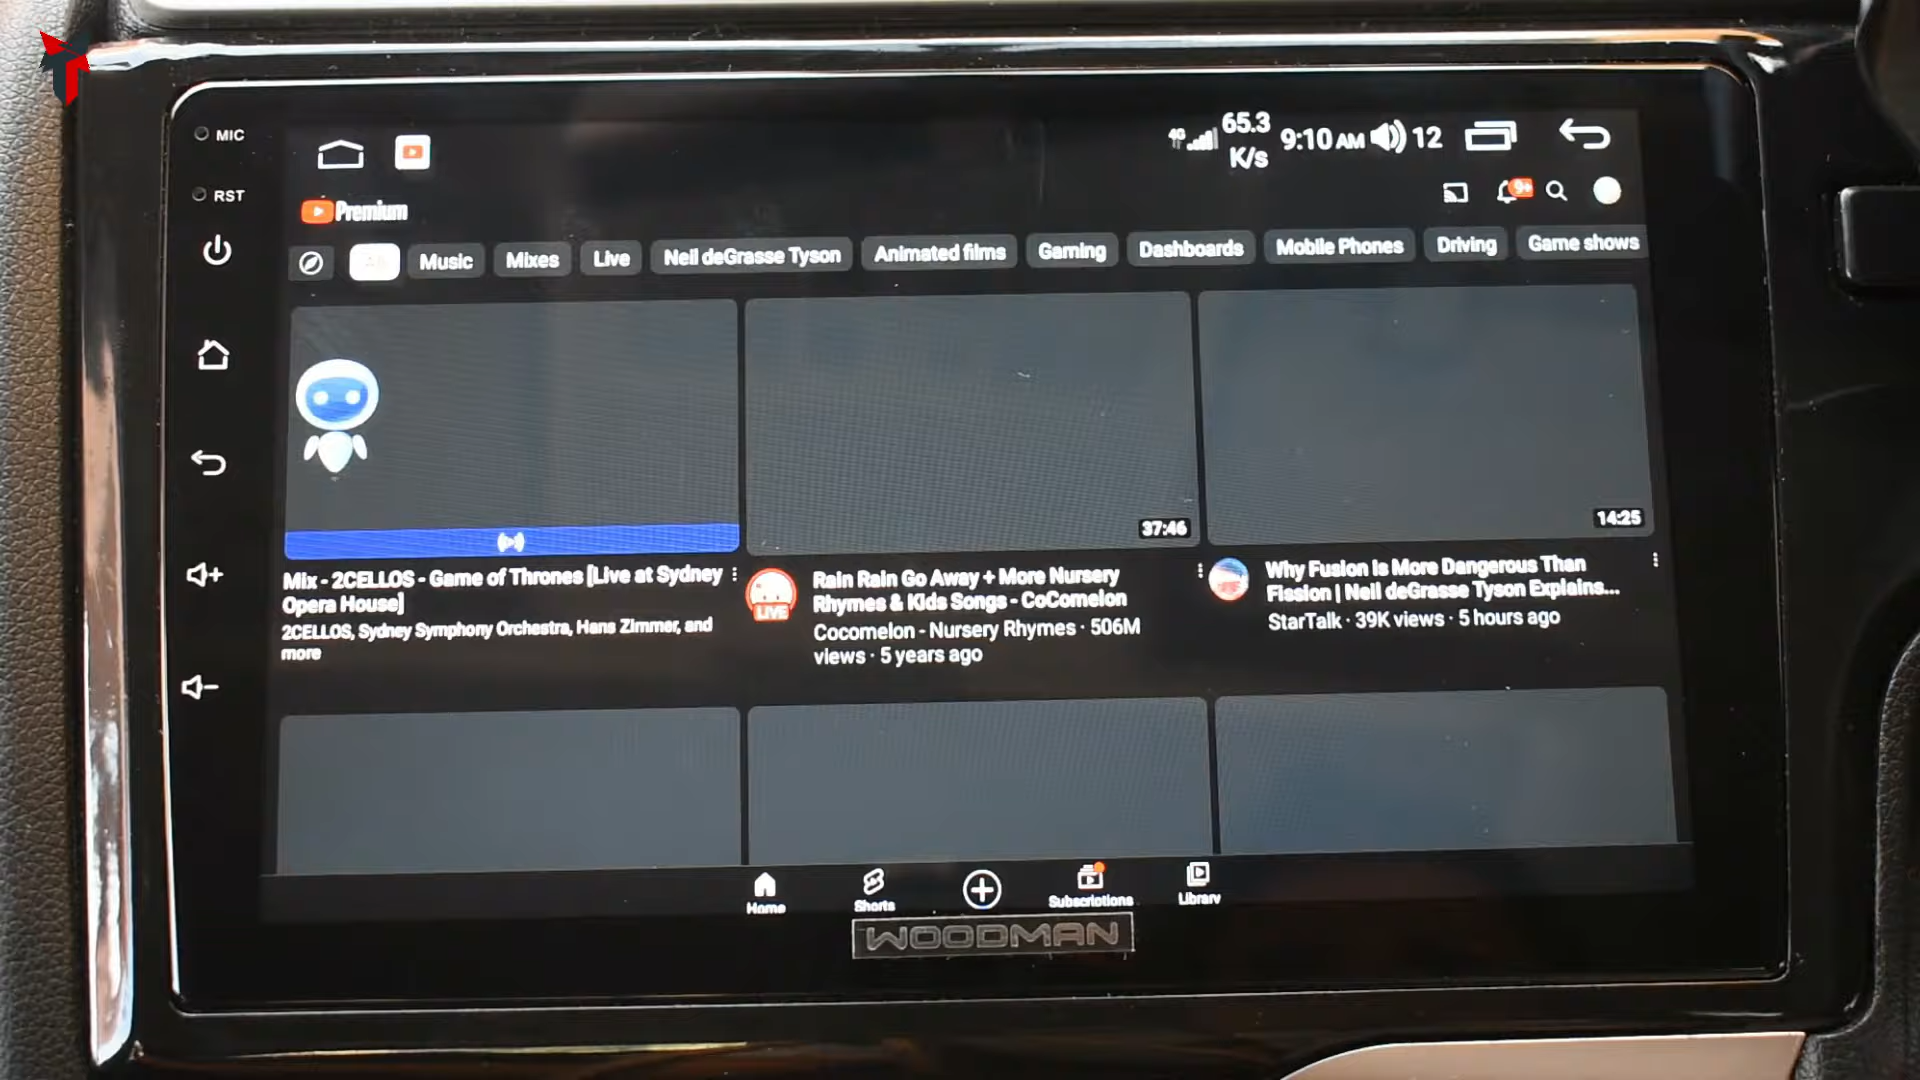 MIC
RST
4G
65.3
K/s
9:10 AM
12
Premium
9+
All
Music
Mixes
Live
Neil deGrasse Tyson
Animated films
Gaming
Dashboards
Mobile Phones
Driving
Game shows
37:46
14:25
Mix - 2CELLOS - Game of Thrones [Live at Sydney
Opera House]
2CELLOS, Sydney Symphony Orchestra, Hans Zimmer, and
more
LIVE
Rain Rain Go Away + More Nursery
Rhymes & Kids Songs - CoComelon
Cocomelon - Nursery Rhymes · 506M
views · 5 years ago
Why Fusion Is More Dangerous Than
Fission | Neil deGrasse Tyson Explains...
StarTalk · 39K views · 5 hours ago
Home
Shorts
Subscriptions
Library
WOODMAN